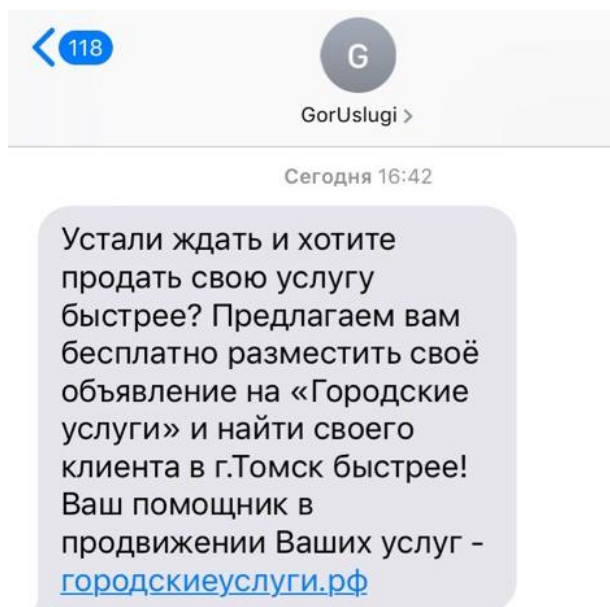 118
G
GorUslugi >
Сегодня 16:42
Устали ждать и хотите
продать свою услугу
быстрее? Предлагаем вам
бесплатно разместить своё
объявление на «Городские
услуги» и найти своего
клиента в г.Томск быстрее!
Ваш помощник в
продвижении Ваших услуг -
городскиеуслуги.рф